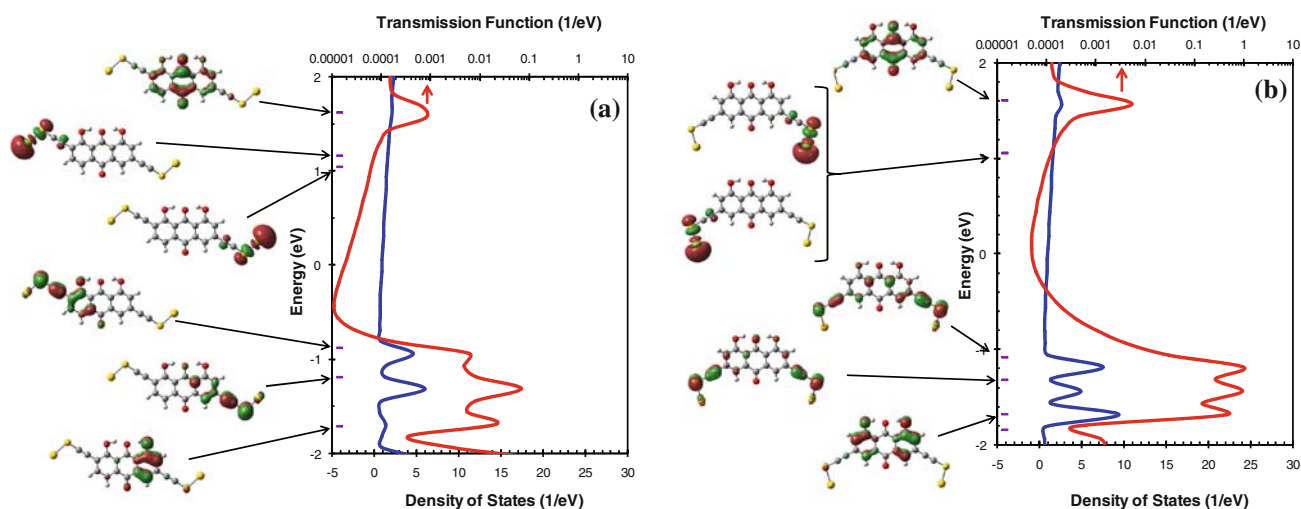 Transmission Function (1/eV)
0.00001 0.0001 0.001 0.01 0.1 1 10
2
1
0
-1
-2
Energy (eV)
(a)
-5 0 5 10 15 20 25 30
Density of States (1/eV)
Transmission Function (1/eV)
0.00001 0.0001 0.001 0.01 0.1 1 10
2
1
0
-1
-2
Energy (eV)
(b)
-5 0 5 10 15 20 25 30
Density of States (1/eV)